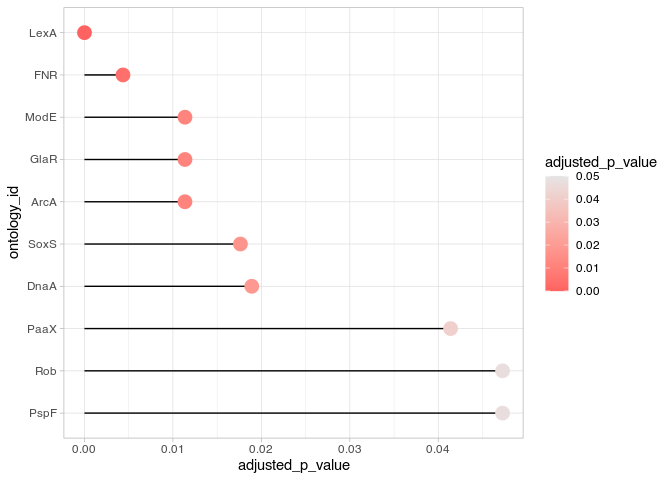 LexA
FNR
ModE
GlaR
ArcA
SoxS
DnaA
PaaX
Rob
PspF
ontology_id
0.00 0.01 0.02 0.03 0.04
adjusted_p_value
adjusted_p_value
0.05
0.04
0.03
0.02
0.01
0.00